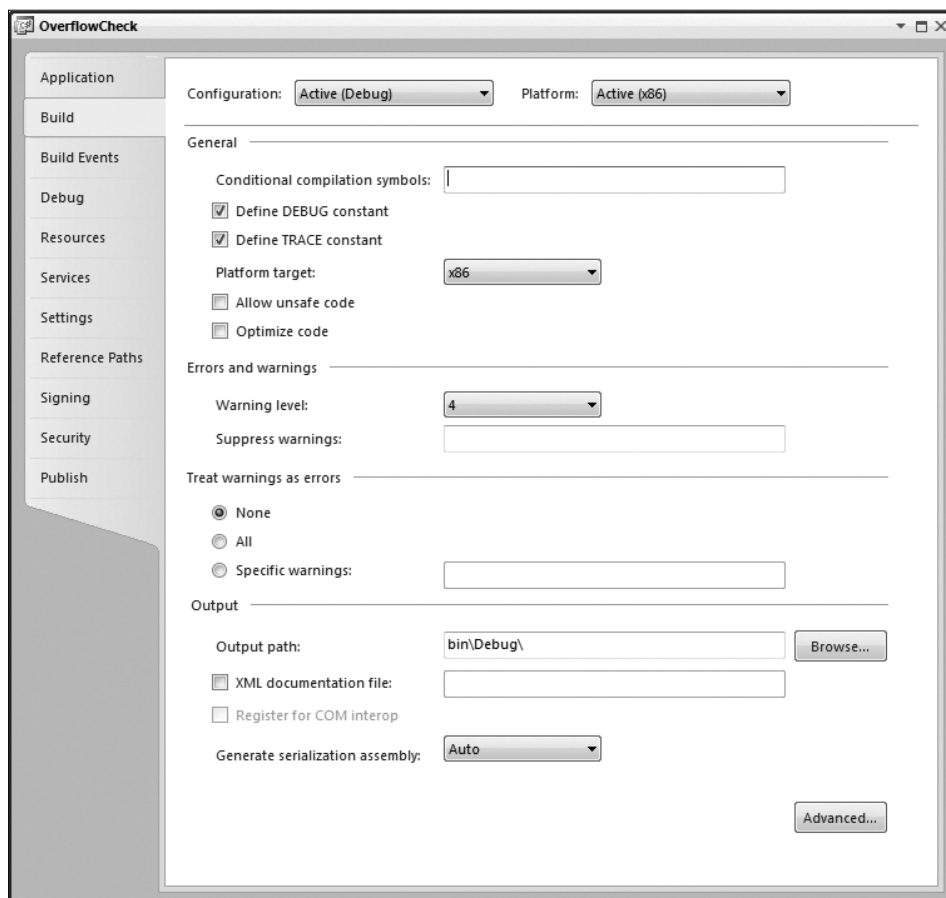 OverflowCheck
Application
Build
Build Events
Debug
Resources
Services
Settings
Reference Paths
Signing
Security
Publish
Configuration: Active (Debug) Platform: Active (x86)
General
Conditional compilation symbols:
Define DEBUG constant
Define TRACE constant
Platform target: x86
Allow unsafe code
Optimize code
Errors and warnings
Warning level: 4
Suppress warnings:
Treat warnings as errors
None
All
Specific warnings:
Output
Output path: bin\Debug\ Browse...
XML documentation file:
Register for COM interop
Generate serialization assembly: Auto
Advanced...